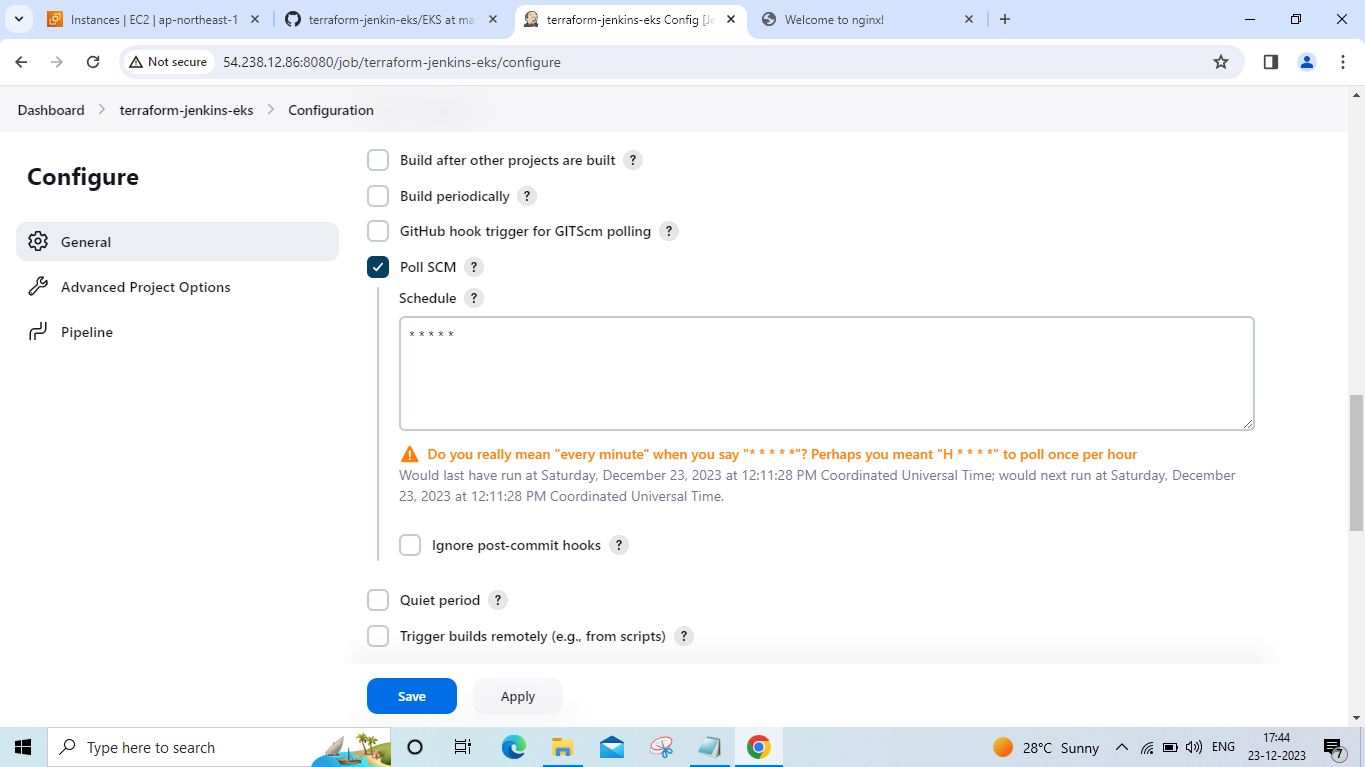 Instances | EC2 | ap-northeast-1
terraform-jenkin-eks/EKS at ma
terraform-jenkins-eks Config [Je
Welcome to nginx!
Not secure
54.238.12.86:8080/job/terraform-jenkins-eks/configure
Dashboard
terraform-jenkins-eks
Configuration
Configure
General
Advanced Project Options
Pipeline
Build after other projects are built ?
Build periodically ?
GitHub hook trigger for GITScm polling ?
Poll SCM ?
Schedule ?
* * * * *
Do you really mean "every minute" when you say "* * * * *"? Perhaps you meant "H * * * *" to poll once per hour
Would last have run at Saturday, December 23, 2023 at 12:11:28 PM Coordinated Universal Time; would next run at Saturday, December
23, 2023 at 12:11:28 PM Coordinated Universal Time.
Ignore post-commit hooks ?
Quiet period ?
Trigger builds remotely (e.g., from scripts) ?
Save
Apply
Type here to search
28°C Sunny
ENG
17:44
23-12-2023
7